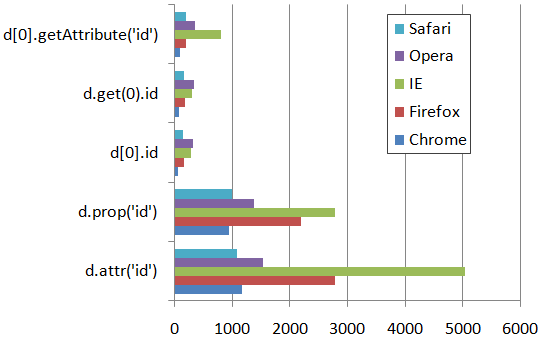 d[0].getAttribute('id')
d.get(0).id
d[0].id
d.prop('id')
d.attr('id')
Safari
Opera
IE
Firefox
Chrome
0 1000 2000 3000 4000 5000 6000